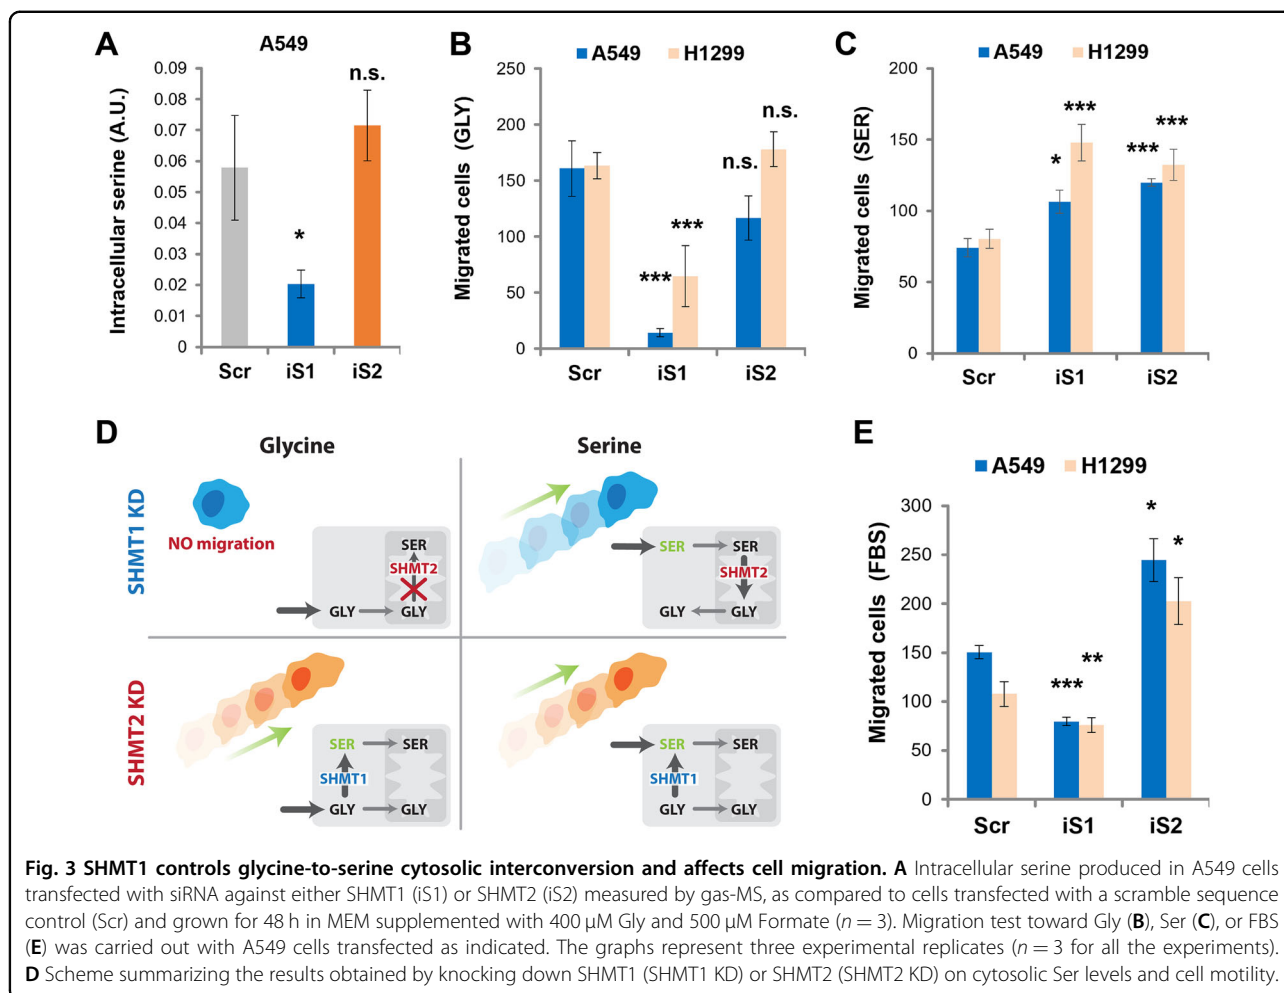 A
A549
Intracellular serine (A.U.)
0.09
0.08
0.07
0.06
0.05
0.04
0.03
0.02
0.01
0
*
n.s.
Scr
iS1
iS2
B
A549
H1299
Migrated cells (GLY)
250
200
150
100
50
0
***
***
n.s.
n.s.
Scr
iS1
iS2
C
A549
H1299
Migrated cells (SER)
200
150
100
50
0
*
***
***
***
Scr
iS1
iS2
D
Glycine
Serine
SHMT1 KD
NO migration
SER
SHMT2
GLY
GLY
SER
SER
SHMT2
GLY
GLY
SHMT2 KD
SER
SER
SHMT1
GLY
GLY
SER
SER
SHMT1
GLY
GLY
E
A549
H1299
Migrated cells (FBS)
300
250
200
150
100
50
0
***
**
*
*
Scr
iS1
iS2
Fig. 3 SHMT1 controls glycine-to-serine cytosolic interconversion and affects cell migration. A Intracellular serine produced in A549 cells
transfected with siRNA against either SHMT1 (iS1) or SHMT2 (iS2) measured by gas-MS, as compared to cells transfected with a scramble sequence
control (Scr) and grown for 48 h in MEM supplemented with 400 μM Gly and 500 μM Formate (n = 3). Migration test toward Gly (B), Ser (C), or FBS
(E) was carried out with A549 cells transfected as indicated. The graphs represent three experimental replicates (n = 3 for all the experiments).
D Scheme summarizing the results obtained by knocking down SHMT1 (SHMT1 KD) or SHMT2 (SHMT2 KD) on cytosolic Ser levels and cell motility.